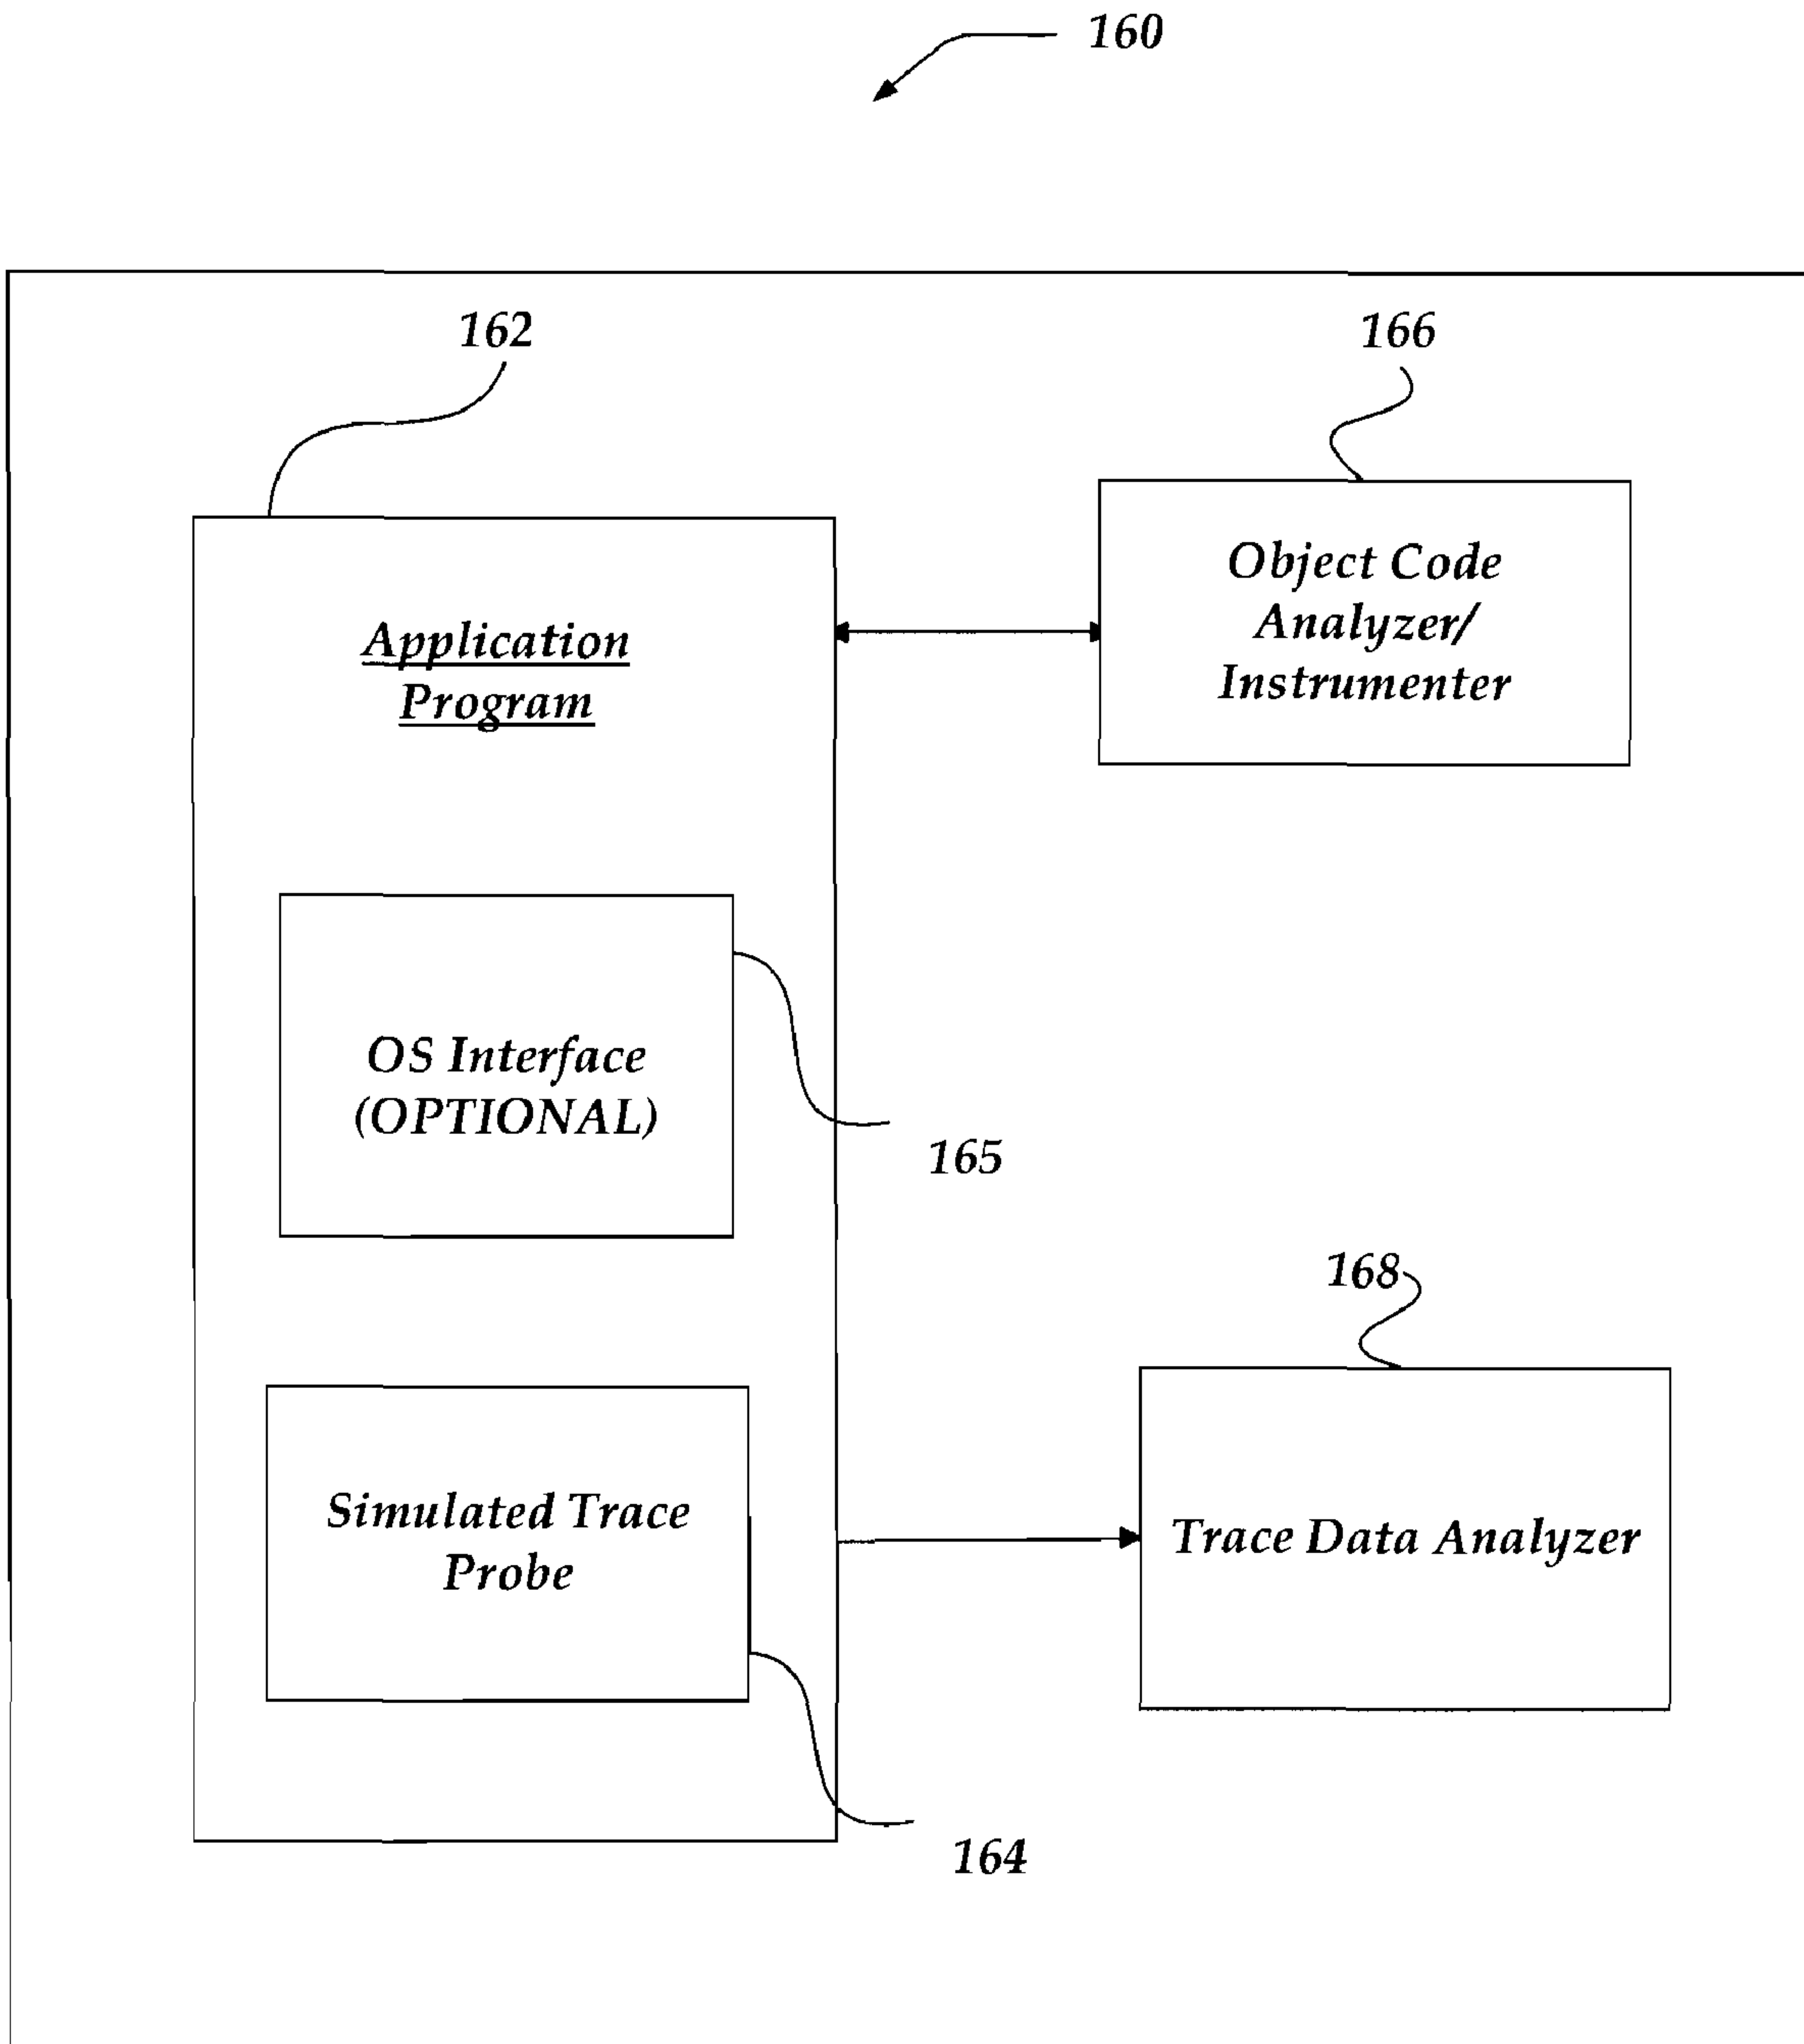 160
162
166
Object Code
Analyzer/
Instrumenter
Application
Program
OS Interface
(OPTIONAL)
165
168
Simulated Trace
Probe
Trace Data Analyzer
164